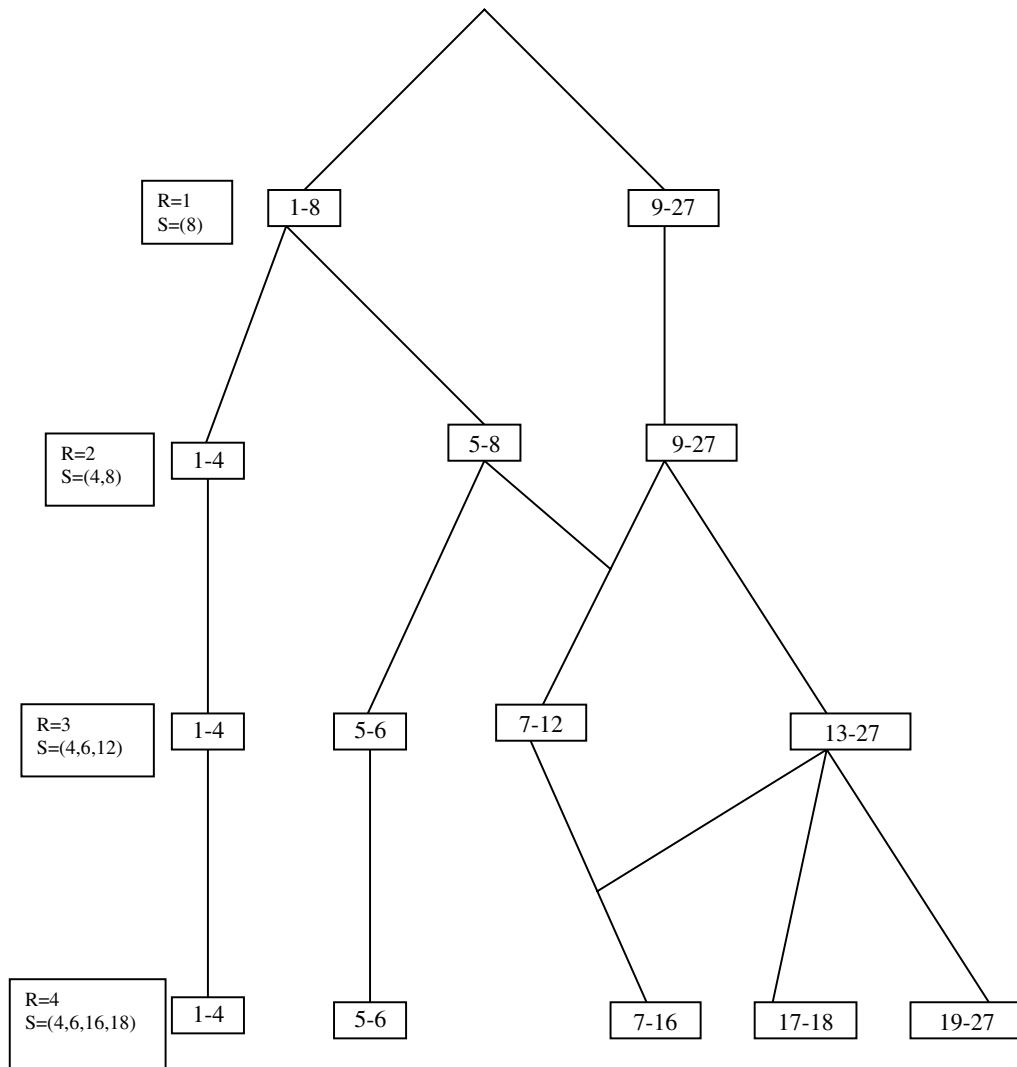 R=1
S=(8)
1-8
9-27
R=2
S=(4,8)
1-4
5-8
9-27
R=3
S=(4,6,12)
1-4
5-6
7-12
13-27
R=4
S=(4,6,16,18)
1-4
5-6
7-16
17-18
19-27